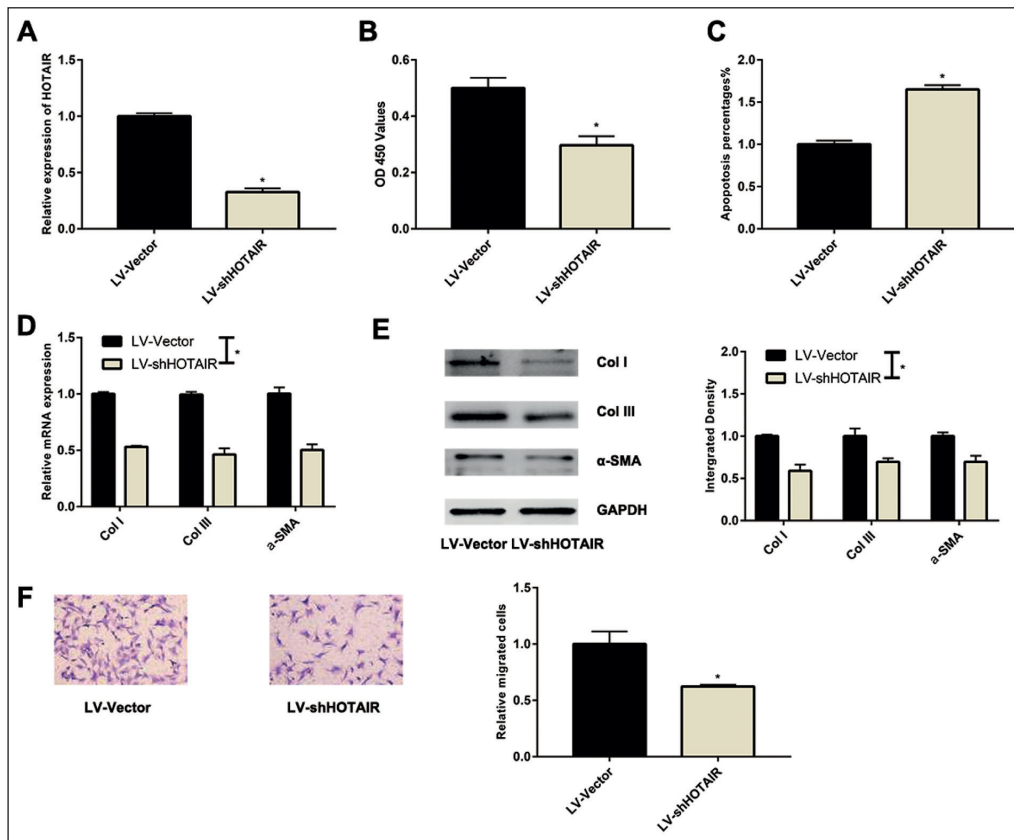 A
Relative expression of HOTAIR
1.5
1.0
0.5
0.0
LV-Vector
LV-shHOTAIR
*
B
OD 450 Values
0.6
0.4
0.2
0.0
LV-Vector
LV-shHOTAIR
*
C
Apopotosis percentages%
2.0
1.5
1.0
0.5
0.0
LV-Vector
LV-shHOTAIR
*
D
Relative mRNA expression
1.5
1.0
0.5
0.0
LV-Vector
LV-shHOTAIR
*
Col I
Col III
a-SMA
E
Col I
Col III
α-SMA
GAPDH
LV-Vector LV-shHOTAIR
Intergrated Density
2.0
1.5
1.0
0.5
0.0
LV-Vector
LV-shHOTAIR
*
Col I
Col III
a-SMA
F
LV-Vector
LV-shHOTAIR
Relative migrated cells
1.5
1.0
0.5
0.0
LV-Vector
LV-shHOTAIR
*